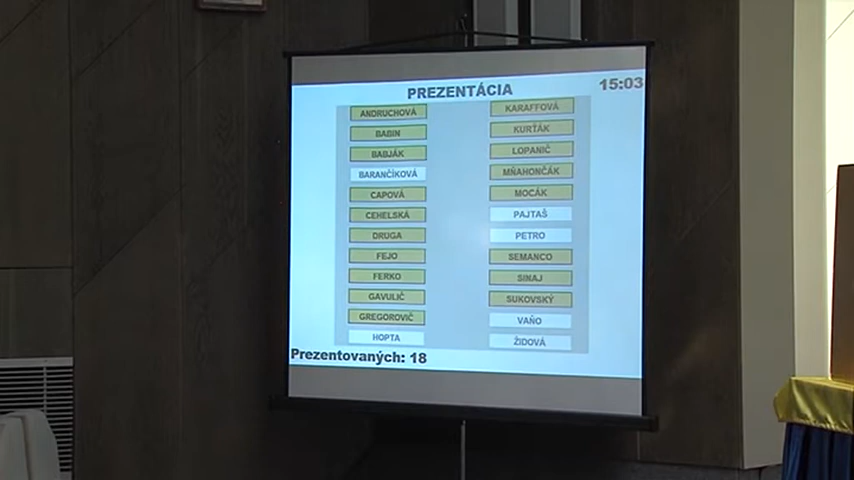 PREZENTÁCIA
15:03
ANDRUCHOVÁ
BABIN
BABJÁK
BARANČÍKOVÁ
CAPOVÁ
CEHELSKÁ
DRUGA
FEJO
FERKO
GAVULIČ
GREGOROVIČ
HOPTA
KARAFFOVÁ
KURŤÁK
LOPANIČ
MŇAHONČÁK
MOCÁK
PAJTAŠ
PETRO
SEMANCO
SINAJ
SUKOVSKÝ
VAŇO
ŽIDOVÁ
Prezentovaných: 18